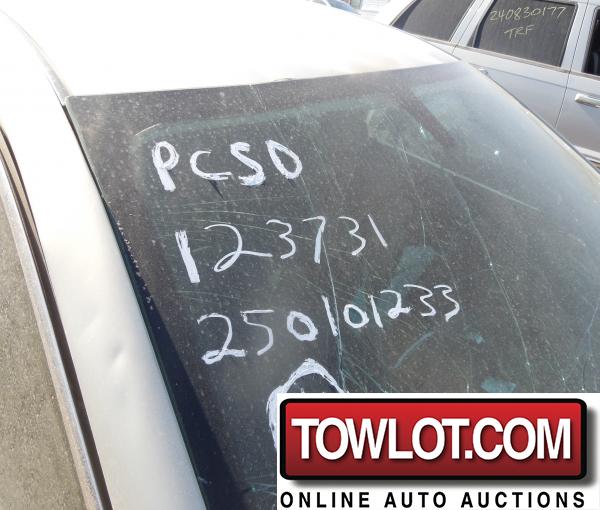 240830177
TRF
PCSO
123731
250101233
TOWLOT.COM
ONLINE AUTO AUCTIONS